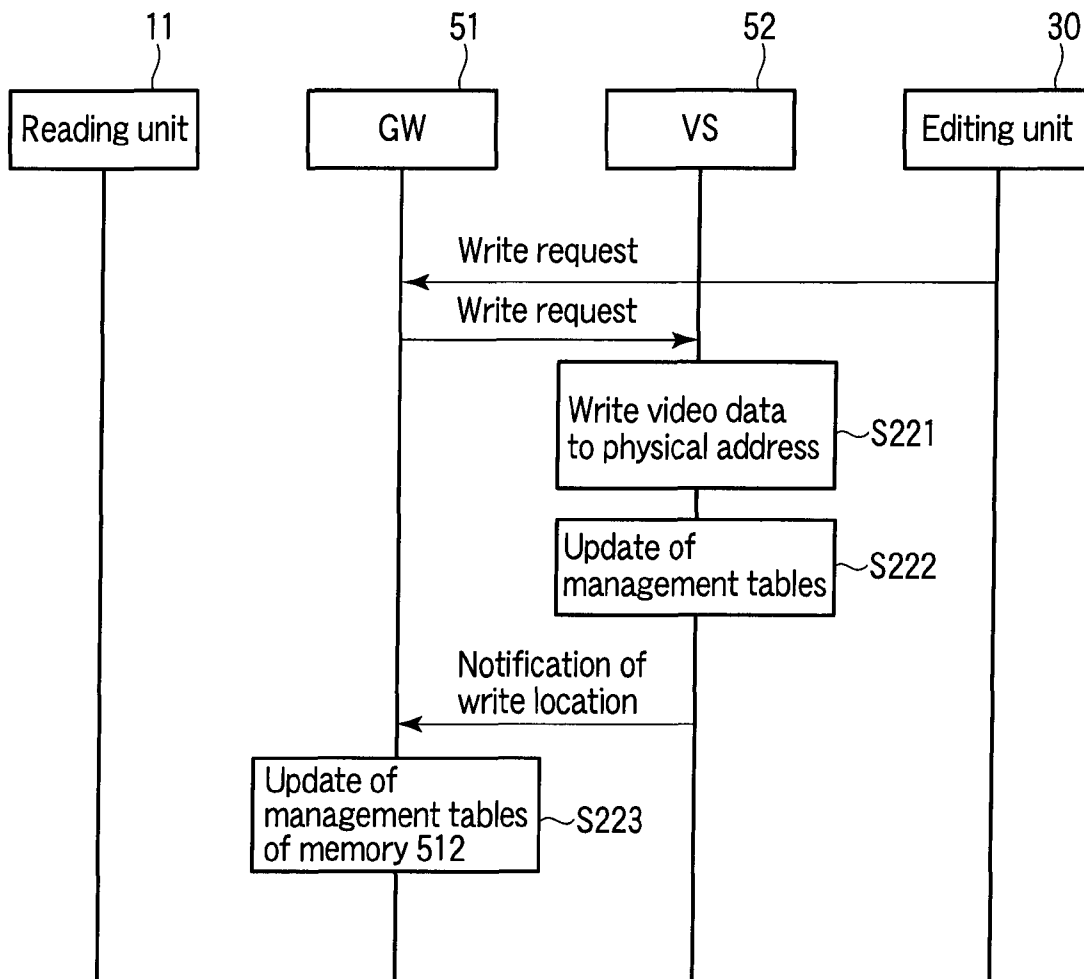 11
51
52
30
Reading unit
GW
VS
Editing unit
Write request
Write request
Write video data
to physical address
S221
Update of
management tables
S222
Notification of
write location
Update of
management tables
of memory 512
S223